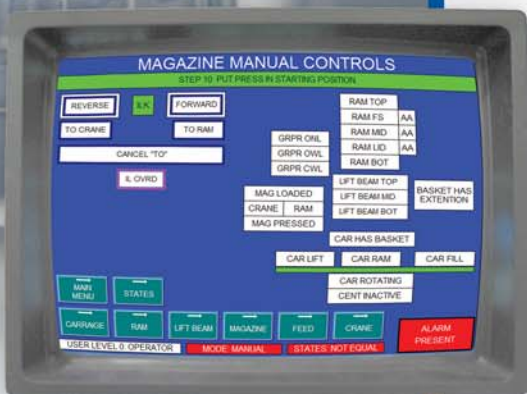 MAGAZINE MANUAL CONTROLS
STEP 10: PUT PRESS IN STARTING POSITION
REVERSE
ILK
FORWARD
TO CRANE
TO RAM
CANCEL "TO"
IL OVRD
RAM TOP
RAM FS AA
RAM MID AA
RAM LID AA
RAM BOT
GRPR ONL
GRPR OWL
GRPR CWL
MAG LOADED
CRANE RAM
MAG PRESSED
LIFT BEAM TOP
LIFT BEAM MID
LIFT BEAM BOT
BASKET HAS
EXTENTION
CAR HAS BASKET
CAR LIFT
CAR RAM
CAR FILL
CAR ROTATING
CENT INACTIVE
MAIN
MENU
STATES
CARRIAGE
RAM
LIFT BEAM
MAGAZINE
FEED
CRANE
ALARM
PRESENT
USER LEVEL 0: OPERATOR
MODE: MANUAL
STATES: NOT EQUAL